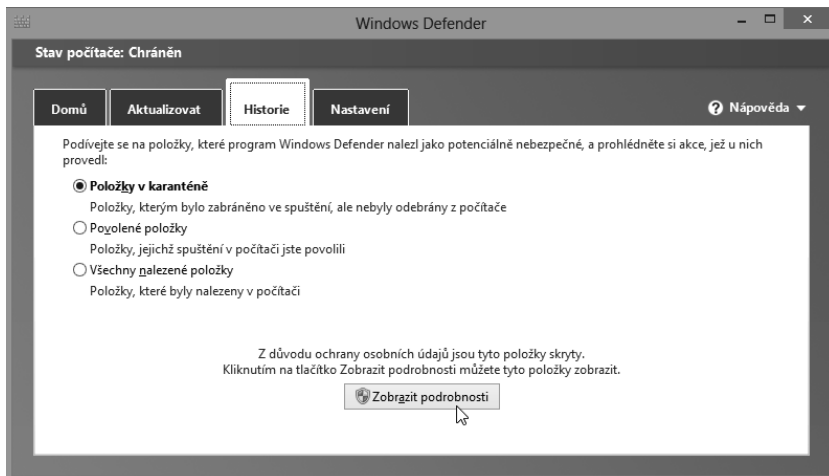 Windows Defender
Stav počítače: Chráněn
Domů
Aktualizovat
Historie
Nastavení
Nápověda
Podívejte se na položky, které program Windows Defender nalezl jako potenciálně nebezpečné, a prohlédněte si akce, jež u nich
provedl:
Položky v karanténě
Položky, kterým bylo zabráněno ve spuštění, ale nebyly odebrány z počítače
Povolené položky
Položky, jejichž spuštění v počítači jste povolili
Všechny nalezené položky
Položky, které byly nalezeny v počítači
Z důvodu ochrany osobních údajů jsou tyto položky skryty.
Kliknutím na tlačítko Zobrazit podrobnosti můžete tyto položky zobrazit.
Zobrazit podrobnosti